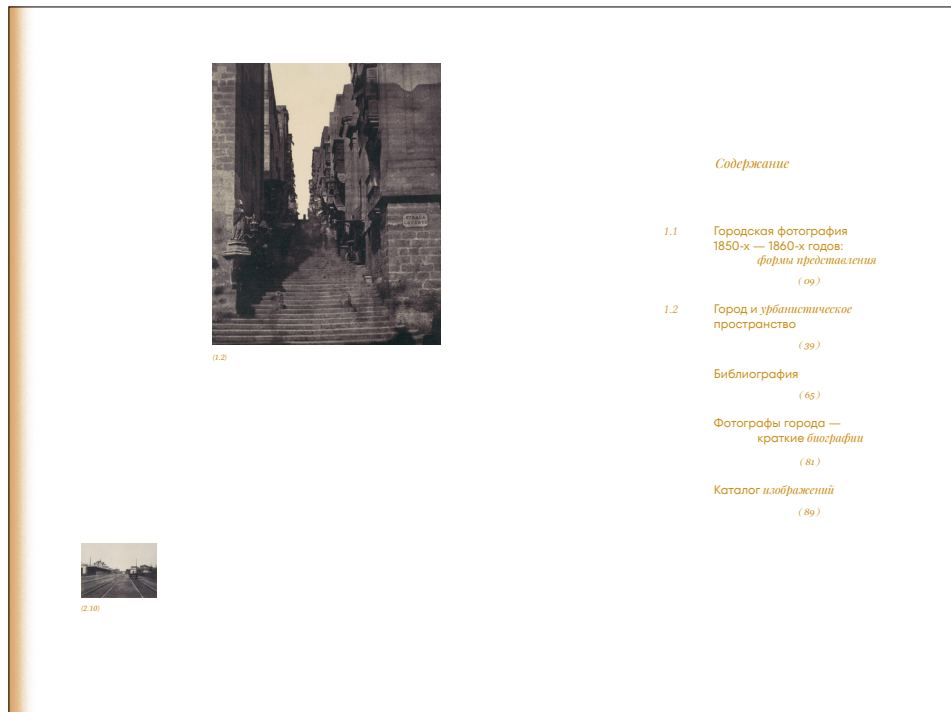 STRADA
(1.2)
(2.10)
Содержание
1.1
Городская фотография
1850-х — 1860-х годов:
формы представления
( 09 )
1.2
Город и урбанистическое
пространство
( 39 )
Библиография
( 65 )
Фотографы города —
краткие биографии
( 81 )
Каталог изображений
( 89 )